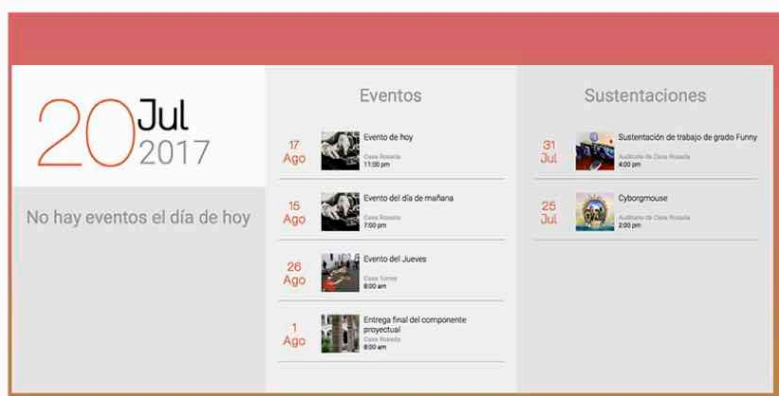 20 Jul
2017
No hay eventos el día de hoy
Eventos
17
Ago
Evento de hoy
Casa Rosada
11:00 pm
15
Ago
Evento del día de mañana
Casa Rosada
7:00 pm
26
Ago
Evento del Jueves
Casa Torres
8:00 am
1
Ago
Entrega final del componente
proyectual
Casa Rosada
8:00 am
Sustentaciones
31
Jul
Sustentación de trabajo de grado Funny
Auditorio de Casa Rosada
4:00 pm
25
Jul
Cyborgmouse
Auditorio de Casa Rosada
2:00 pm